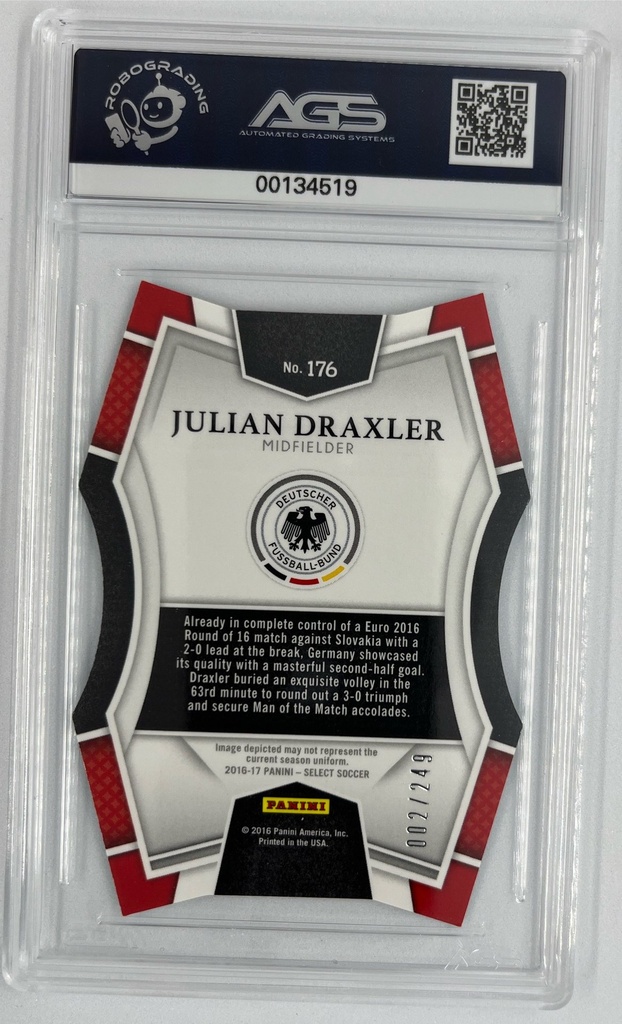 ROBOGRADING
AGS
AUTOMATED GRADING SYSTEMS
00134519
No. 176
JULIAN DRAXLER
MIDFIELDER
DEUTSCHER
FUSSBALL-BUND
Already in complete control of a Euro 2016
Round of 16 match against Slovakia with a
2-0 lead at the break, Germany showcased
its quality with a masterful second-half goal.
Draxler buried an exquisite volley in the
63rd minute to round out a 3-0 triumph
and secure Man of the Match accolades.
Image depicted may not represent the
current season uniform.
2016-17 PANINI – SELECT SOCCER
002/249
PANINI
© 2016 Panini America, Inc.
Printed in the USA.